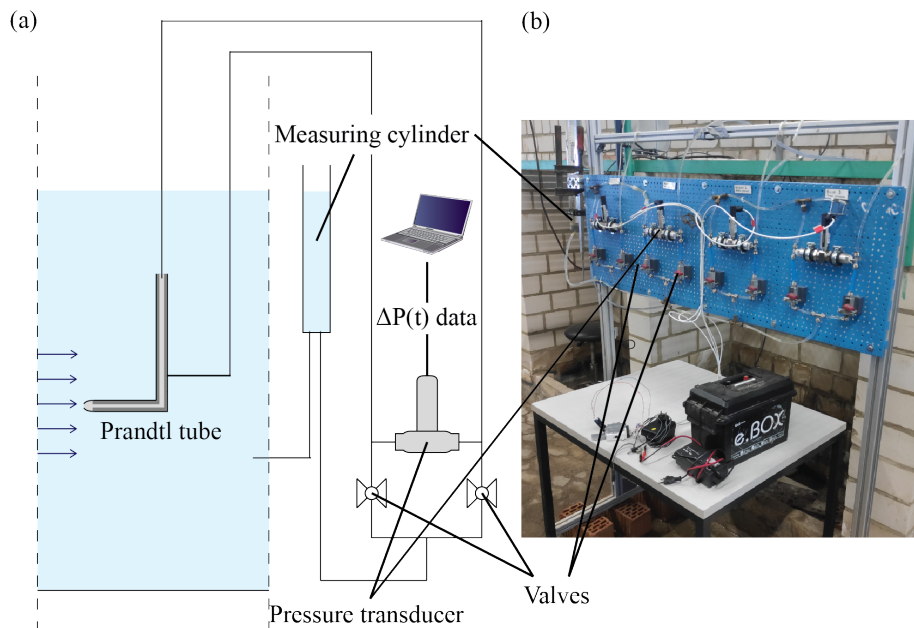 (a)
(b)
Measuring cylinder
ΔP(t) data
Prandtl tube
e.BOX
Valves
Pressure transducer